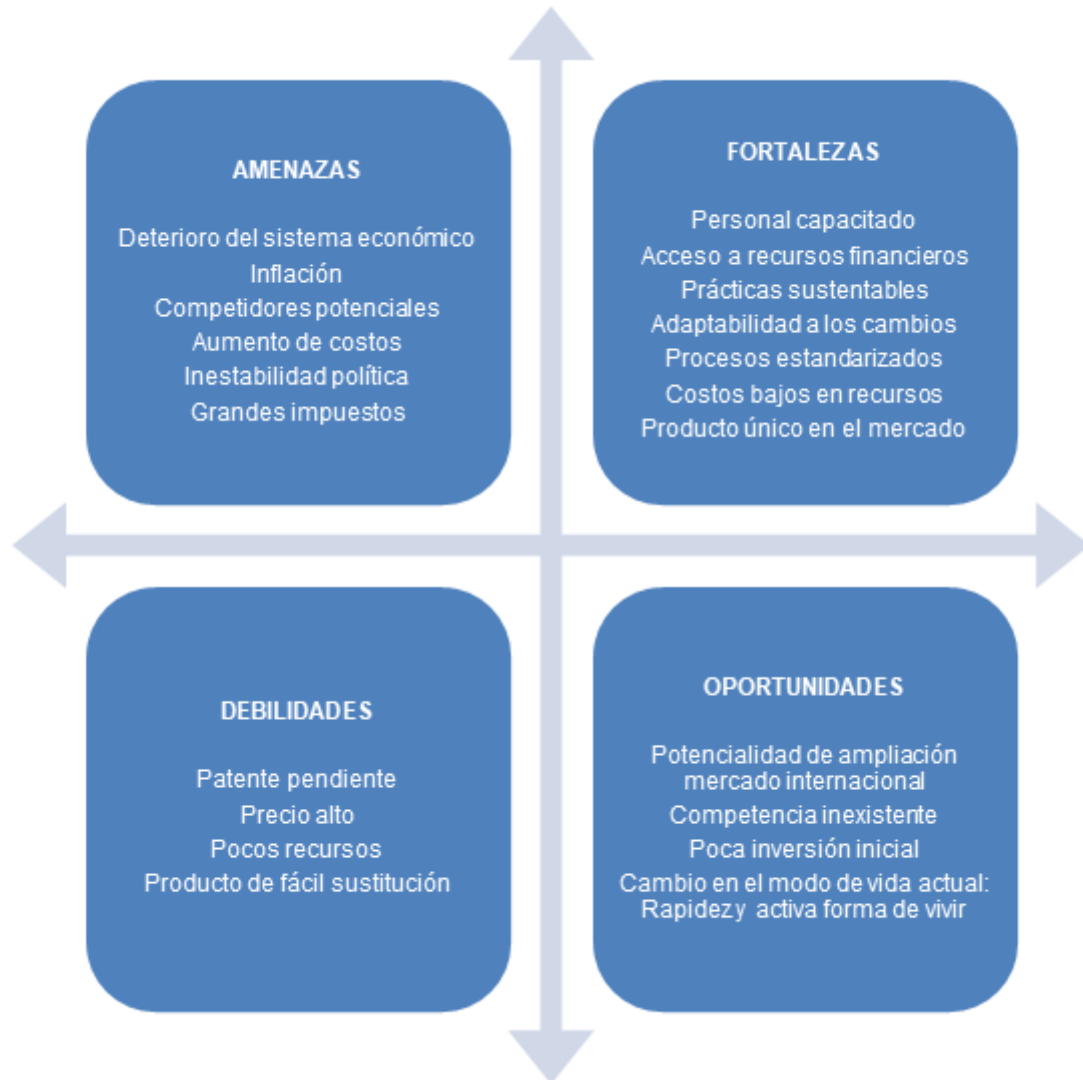 AMENAZAS
Deterioro del sistema económico
Inflación
Competidores potenciales
Aumento de costos
Inestabilidad política
Grandes impuestos
FORTALEZAS
Personal capacitado
Acceso a recursos financieros
Prácticas sustentables
Adaptabilidad a los cambios
Procesos estandarizados
Costos bajos en recursos
Producto único en el mercado
DEBILIDADES
Patente pendiente
Precio alto
Pocos recursos
Producto de fácil sustitución
OPORTUNIDADES
Potencialidad de ampliación
mercado internacional
Competencia inexistente
Poca inversión inicial
Cambio en el modo de vida actual:
Rapidez y activa forma de vivir